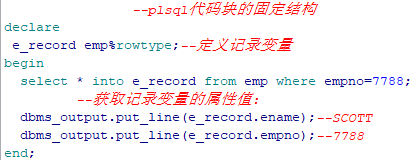 --plsql代码块的固定结构
declare
e_record emp%rowtype;--定义记录变量
begin
select * into e_record from emp where empno=7788;
--获取记录变量的属性值：
dbms_output.put_line(e_record.ename);--SCOTT
dbms_output.put_line(e_record.empno);--7788
end;